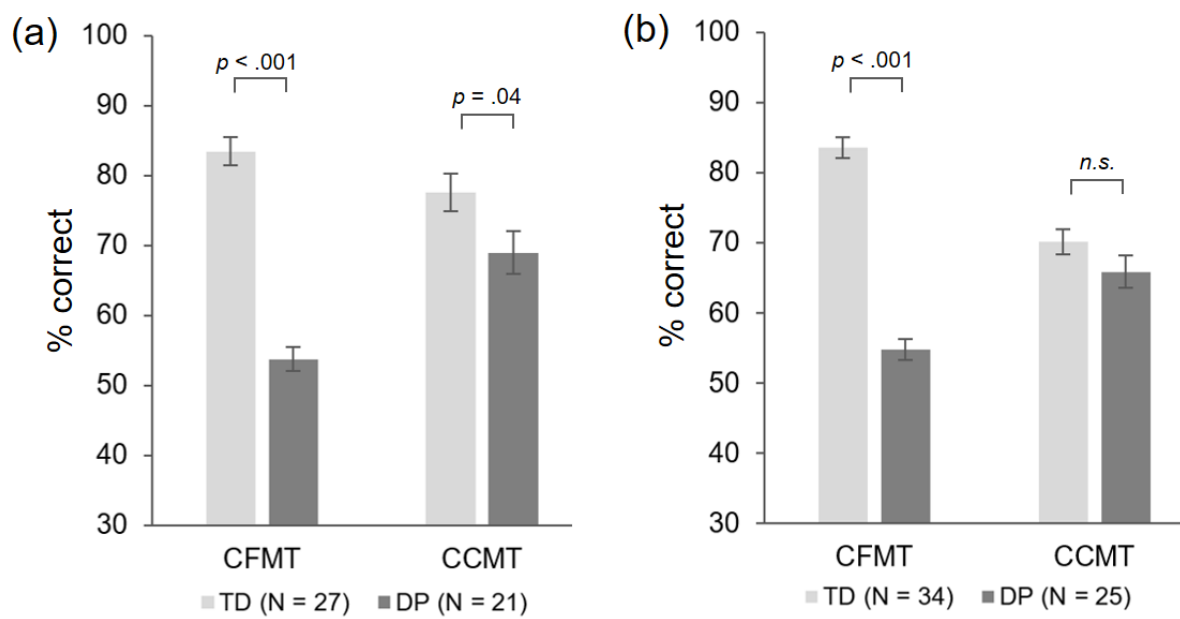 (a)
100
90
80
70
60
50
40
30
% correct
p < .001
p = .04
CFMT
CCMT
TD (N = 27) DP (N = 21)
(b)
100
90
80
70
60
50
40
30
% correct
p < .001
n.s.
CFMT
CCMT
TD (N = 34) DP (N = 25)